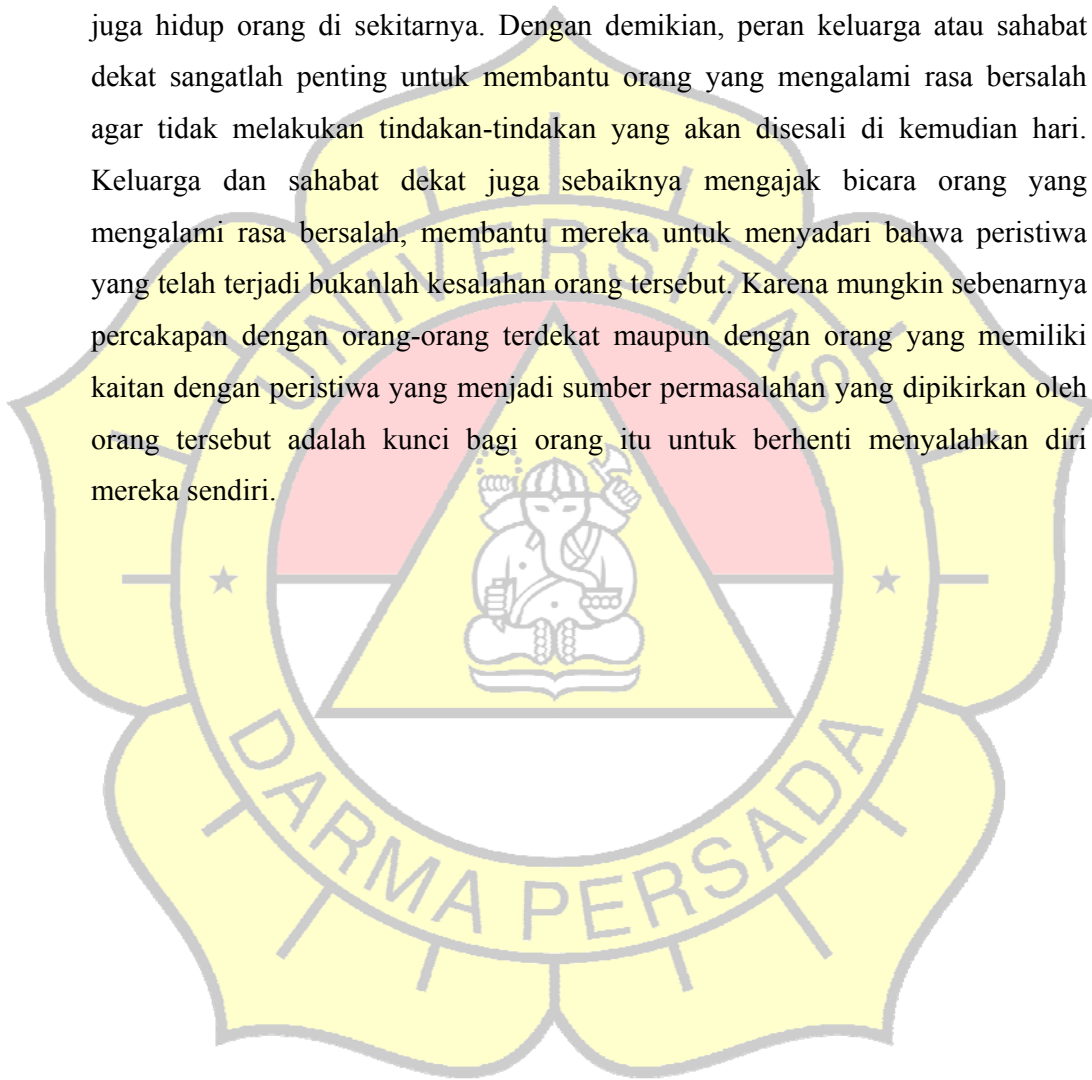 juga hidup orang di sekitarnya. Dengan demikian, peran keluarga atau sahabat
dekat sangatlah penting untuk membantu orang yang mengalami rasa bersalah
agar tidak melakukan tindakan-tindakan yang akan disesali di kemudian hari.
Keluarga dan sahabat dekat juga sebaiknya mengajak bicara orang yang
mengalami rasa bersalah, membantu mereka untuk menyadari bahwa peristiwa
yang telah terjadi bukanlah kesalahan orang tersebut. Karena mungkin sebenarnya
percakapan dengan orang-orang terdekat maupun dengan orang yang memiliki
kaitan dengan peristiwa yang menjadi sumber permasalahan yang dipikirkan oleh
orang tersebut adalah kunci bagi orang itu untuk berhenti menyalahkan diri
mereka sendiri.
UNIVERSITAS
DARMA PERSADA